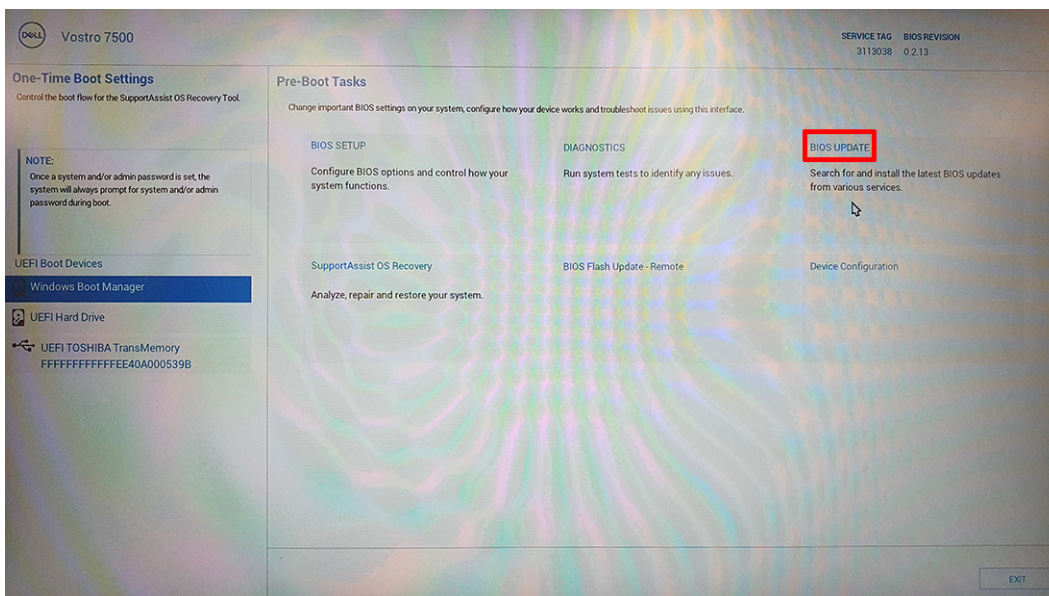 DELL
Vostro 7500
SERVICE TAG BIOS REVISION
3113038 0.2.13
One-Time Boot Settings
Control the boot flow for the SupportAssist OS Recovery Tool.
NOTE:
Once a system and/or admin password is set, the
system will always prompt for system and/or admin
password during boot.
UEFI Boot Devices
Windows Boot Manager
UEFI Hard Drive
UEFI TOSHIBA TransMemory
FFFFFFFFFFFFEE40A000539B
Pre-Boot Tasks
Change important BIOS settings on your system, configure how your device works and troubleshoot issues using this interface.
BIOS SETUP
Configure BIOS options and control how your
system functions.
DIAGNOSTICS
Run system tests to identify any issues.
BIOS UPDATE
Search for and install the latest BIOS updates
from various services.
SupportAssist OS Recovery
Analyze, repair and restore your system.
BIOS Flash Update - Remote
Device Configuration
EXIT